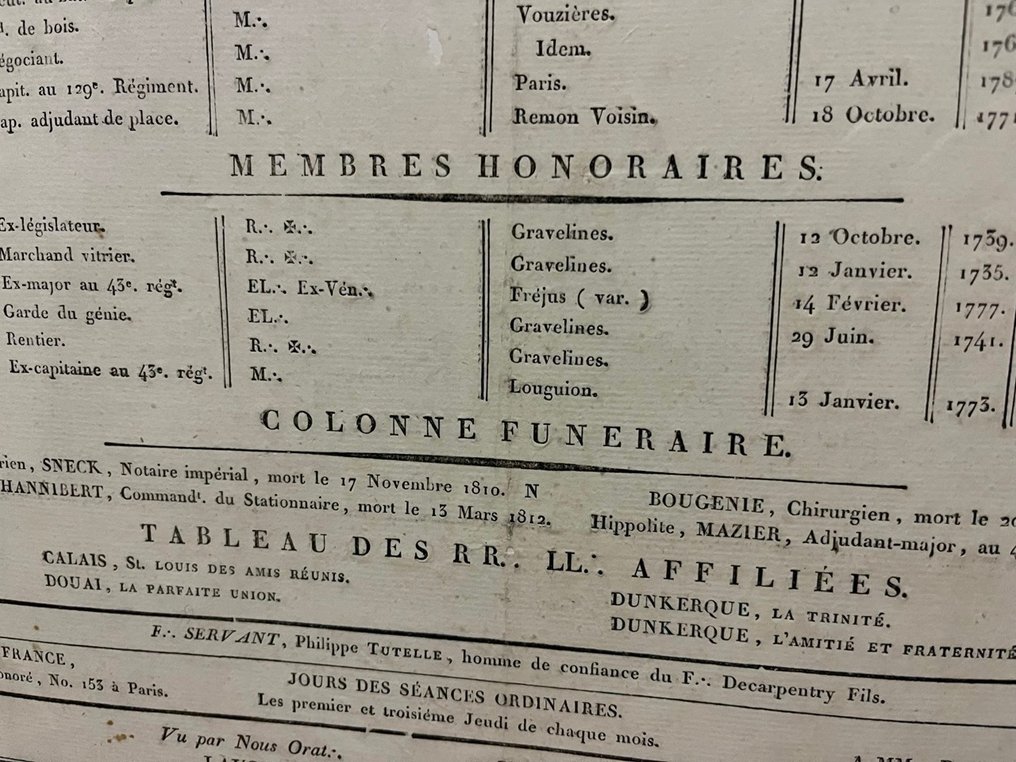 d. de bois. M.·. Vouzières. 176
égociant. M.·. Idem. 176
apit. au 129e. Régiment. M.·. Paris. 17 Avril. 178
ap. adjudant de place. M.·. Remon Voisin. 18 Octobre. 177
MEMBRES HONORAIRES.
Ex-législateur. R.·. ✠.·. Gravelines. 12 Octobre. 1739.
Marchand vitrier. R.·. ✠.·. Gravelines. 12 Janvier. 1735.
Ex-major au 43e. régt. EL.·. Ex-Vén.·. Fréjus ( var. ) 14 Février. 1777.
Garde du génie. EL.·. Gravelines. 29 Juin. 1741.
Rentier. R.·. ✠.·. Gravelines.
Ex-capitaine au 43e. régt. M.·. Louguion. 13 Janvier. 1773.
COLONNE FUNERAIRE.
rien, SNECK, Notaire impérial, mort le 17 Novembre 1810. N BOUGENIE, Chirurgien, mort le 20
HANNIBERT, Commandt. du Stationnaire, mort le 13 Mars 1812. Hippolite, MAZIER, Adjudant-major, au 4
TABLEAU DES RR.·. LL.·. AFFILIÉES.
CALAIS, St. LOUIS DES AMIS RÉUNIS. DUNKERQUE, LA TRINITÉ.
DOUAI, LA PARFAITE UNION. DUNKERQUE, L'AMITIÉ ET FRATERNITÉ
F.·. SERVANT, Philippe TUTELLE, homme de confiance du F.·. Decarpentry Fils.
FRANCE,
onoré, No. 153 à Paris.
JOURS DES SÉANCES ORDINAIRES.
Les premier et troisiéme Jeudi de chaque mois.
Vu par Nous Orat.·.